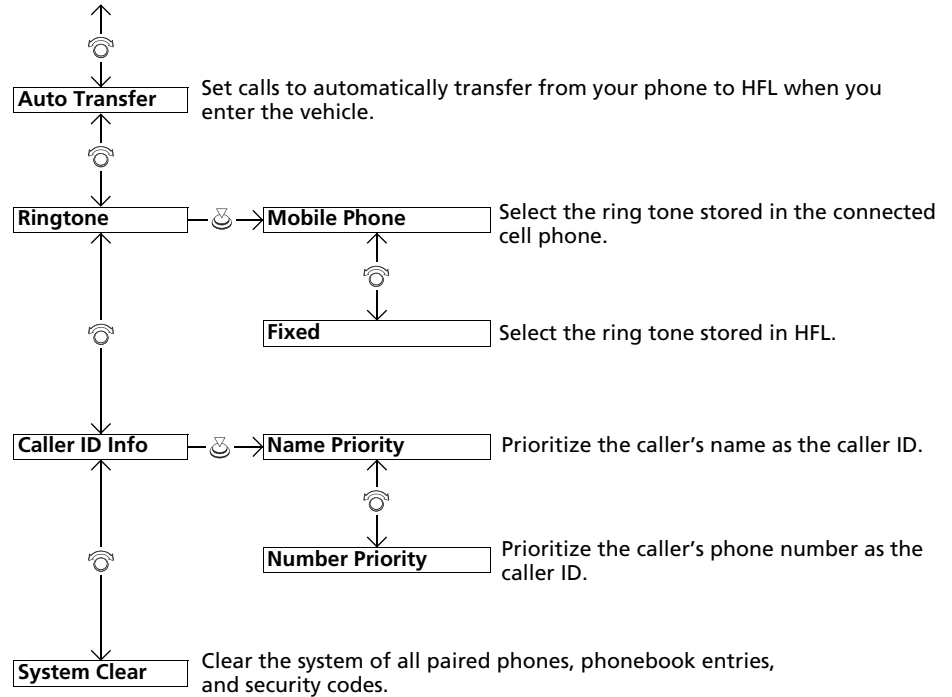 Auto Transfer
Set calls to automatically transfer from your phone to HFL when you
enter the vehicle.
Ringtone
Mobile Phone
Select the ring tone stored in the connected
cell phone.
Fixed
Select the ring tone stored in HFL.
Caller ID Info
Name Priority
Prioritize the caller’s name as the caller ID.
Number Priority
Prioritize the caller’s phone number as the
caller ID.
System Clear
Clear the system of all paired phones, phonebook entries,
and security codes.